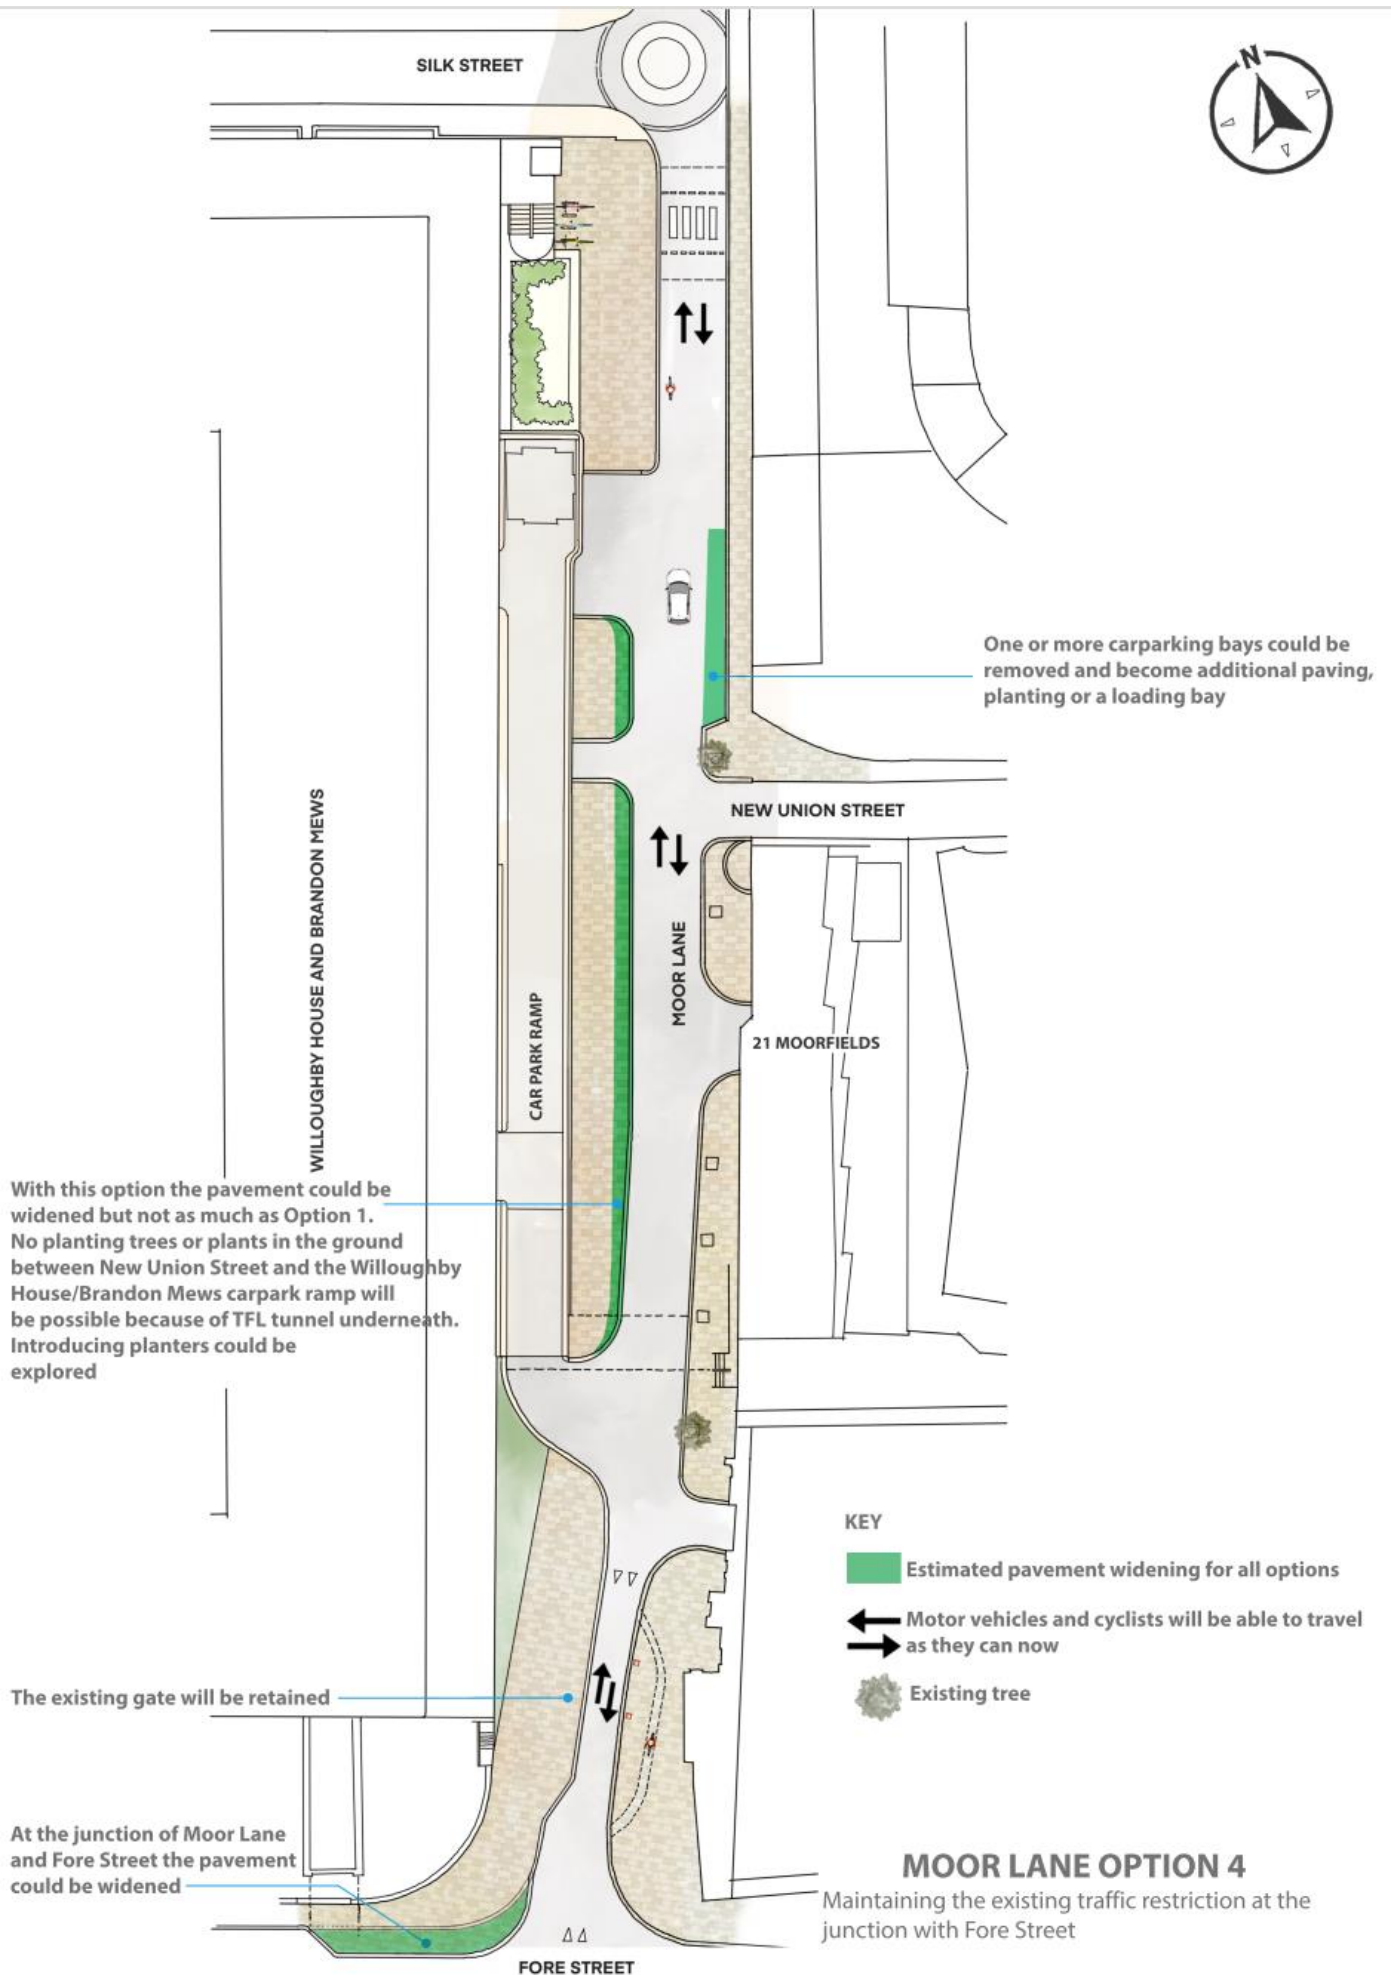 SILK STREET
N
One or more carparking bays could be
removed and become additional paving,
planting or a loading bay
NEW UNION STREET
WILLOUGHBY HOUSE AND BRANDON MEWS
MOOR LANE
CAR PARK RAMP
21 MOORFIELDS
With this option the pavement could be
widened but not as much as Option 1.
No planting trees or plants in the ground
between New Union Street and the Willoughby
House/Brandon Mews carpark ramp will
be possible because of TFL tunnel underneath.
Introducing planters could be
explored
KEY
Estimated pavement widening for all options
Motor vehicles and cyclists will be able to travel
as they can now
Existing tree
The existing gate will be retained
At the junction of Moor Lane
and Fore Street the pavement
could be widened
MOOR LANE OPTION 4
Maintaining the existing traffic restriction at the
junction with Fore Street
FORE STREET